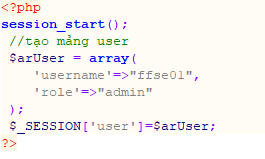 <?php
session_start();
//tạo mảng user
$arUser = array(
'username'=>"ffse01",
'role'=>"admin"
);
$_SESSION['user']=$arUser;
?>